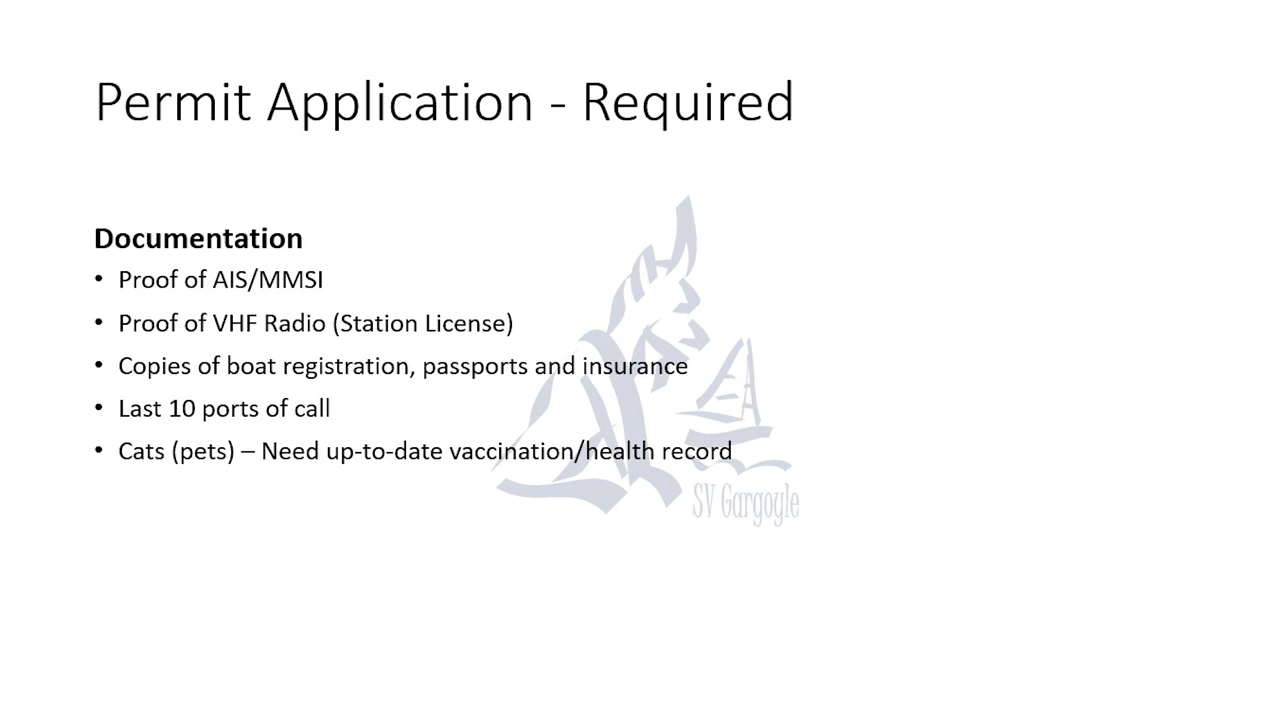 Permit Application - Required
Documentation
• Proof of AIS/MMSI
• Proof of VHF Radio (Station License)
• Copies of boat registration, passports and insurance
• Last 10 ports of call
• Cats (pets) – Need up-to-date vaccination/health record
SV Gargoyle